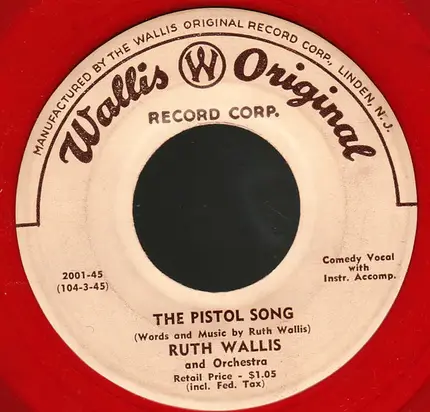 MANUFACTURED BY THE WALLIS ORIGINAL RECORD CORP., LINDEN, N.J.
Wallis W Original
RECORD CORP.
2001-45
(104-3-45)
Comedy Vocal
with
Instr. Accomp.
THE PISTOL SONG
(Words and Music by Ruth Wallis)
RUTH WALLIS
and Orchestra
Retail Price - $1.05
(incl. Fed. Tax)